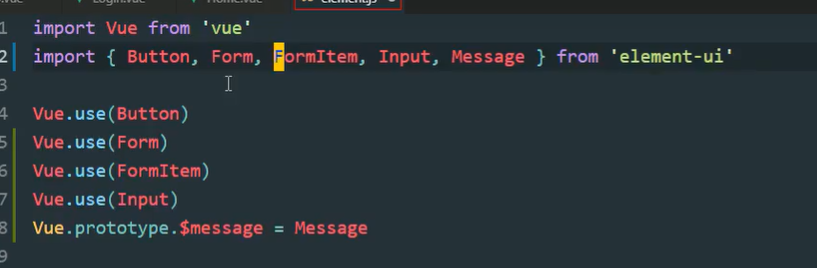 .vue Login.vue Home.vue element.js
1 import Vue from 'vue'
2 import { Button, Form, FormItem, Input, Message } from 'element-ui'
3
4 Vue.use(Button)
5 Vue.use(Form)
6 Vue.use(FormItem)
7 Vue.use(Input)
8 Vue.prototype.$message = Message
9